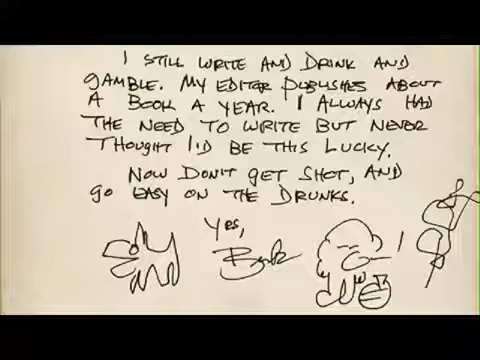 I STILL WRITE AND DRINK AND
GAMBLE. MY EDITOR PUBLISHES ABOUT
A BOOK A YEAR. I ALWAYS HAD
THE NEED TO WRITE BUT NEVER
THOUGHT I'D BE THIS LUCKY.
NOW DON'T GET SHOT, AND
GO EASY ON THE DRUNKS.
YES,
Buk